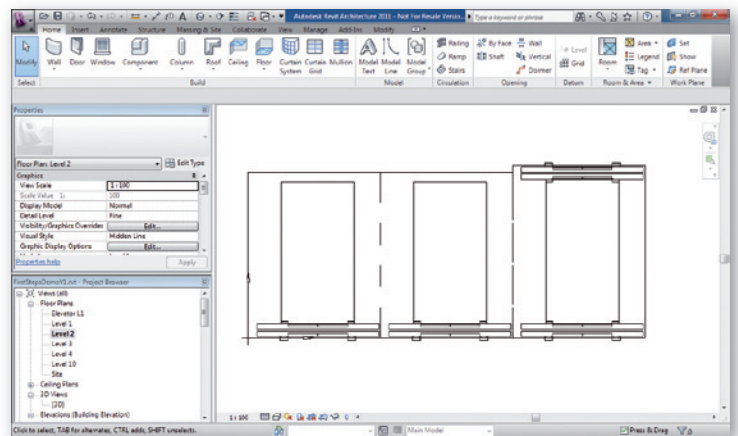 Autodesk Revit Architecture 2011 - Not For Resale Versio...
Type a keyword or phrase
Home Insert Annotate Structure Massing & Site Collaborate View Manage Add-Ins Modify
Modify Wall Door Window Component Column Roof Ceiling Floor Curtain System Curtain Grid Mullion Model Text Model Line Model Group
Railing Ramp Stairs
By Face Shaft Wall Vertical Dormer
Level Grid
Room Area Legend Tag
Set Show Ref Plane
Select Build Model Circulation Opening Datum Room & Area Work Plane
Properties
Floor Plan: Level 2 Edit Type
Graphics
View Scale 1 : 100
Scale Value 1: 100
Display Model Normal
Detail Level Fine
Visibility/Graphics Overrides Edit...
Visual Style Hidden Line
Graphic Display Options Edit...
Properties help Apply
FirstStepsDemoV1.rvt - Project Browser
Views (all)
Floor Plans
Elevator L1
Level 1
Level 2
Level 3
Level 4
Level 10
Site
Ceiling Plans
3D Views
{3D}
Elevations (Building Elevation)
1 : 100
Click to select, TAB for alternates, CTRL adds, SHIFT unselects.
Main Model
Press & Drag